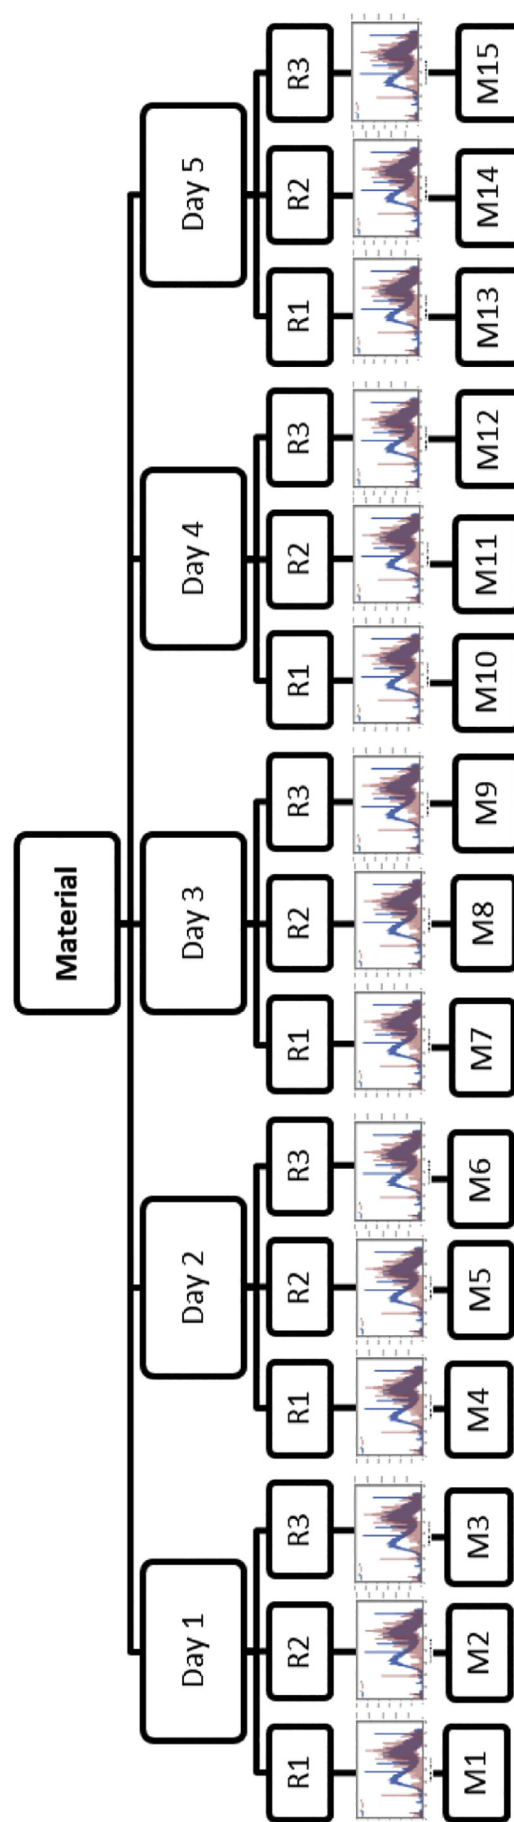 Material
Day 1 Day 2 Day 3 Day 4 Day 5
R1 R2 R3 R1 R2 R3 R1 R2 R3 R1 R2 R3 R1 R2 R3
M1 M2 M3 M4 M5 M6 M7 M8 M9 M10 M11 M12 M13 M14 M15